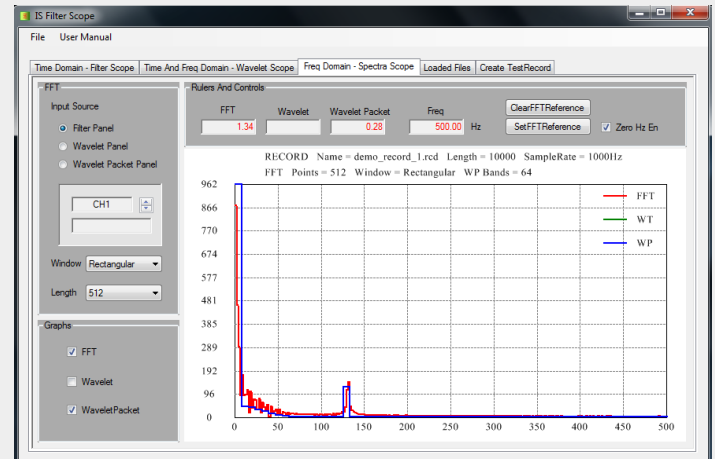 IS Filter Scope
File User Manual
Time Domain - Filter Scope Time And Freq Domain - Wavelet Scope Freq Domain - Spectra Scope Loaded Files Create TestRecord
FFT
Input Source
Filter Panel
Wavelet Panel
Wavelet Packet Panel
CH1
Window Rectangular
Length 512
Graphs
FFT
Wavelet
WaveletPacket
Rulers And Controls
FFT Wavelet Wavelet Packet Freq ClearFFTReference
1.34 0.28 500.00 Hz SetFFTReference Zero Hz En
RECORD Name = demo_record_1.rcd Length = 10000 SampleRate = 1000Hz
FFT Points = 512 Window = Rectangular WP Bands = 64
962
866
770
674
577
481
385
289
192
96
0
FFT
WT
WP
0 50 100 150 200 250 300 350 400 450 500